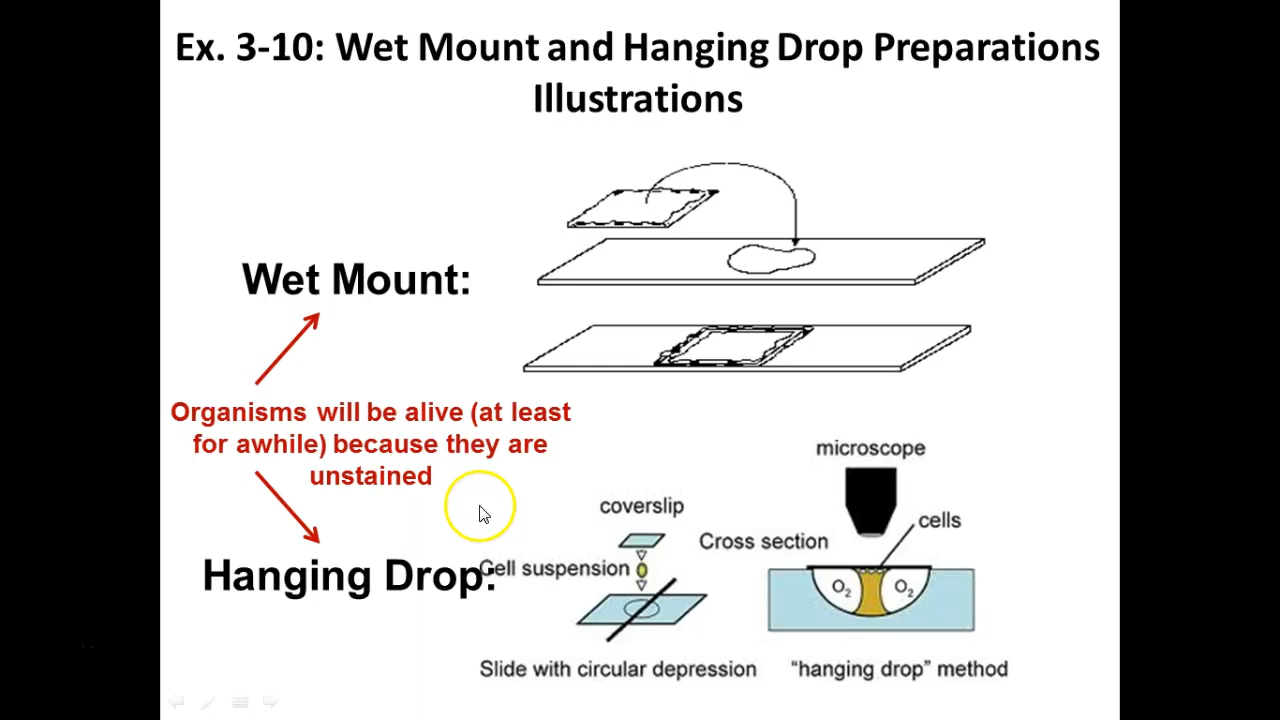 Ex. 3-10: Wet Mount and Hanging Drop Preparations
Illustrations
Wet Mount:
Organisms will be alive (at least
for awhile) because they are
unstained
Hanging Drop:
coverslip
Cell suspension
Slide with circular depression
microscope
cells
Cross section
O₂
O₂
“hanging drop” method